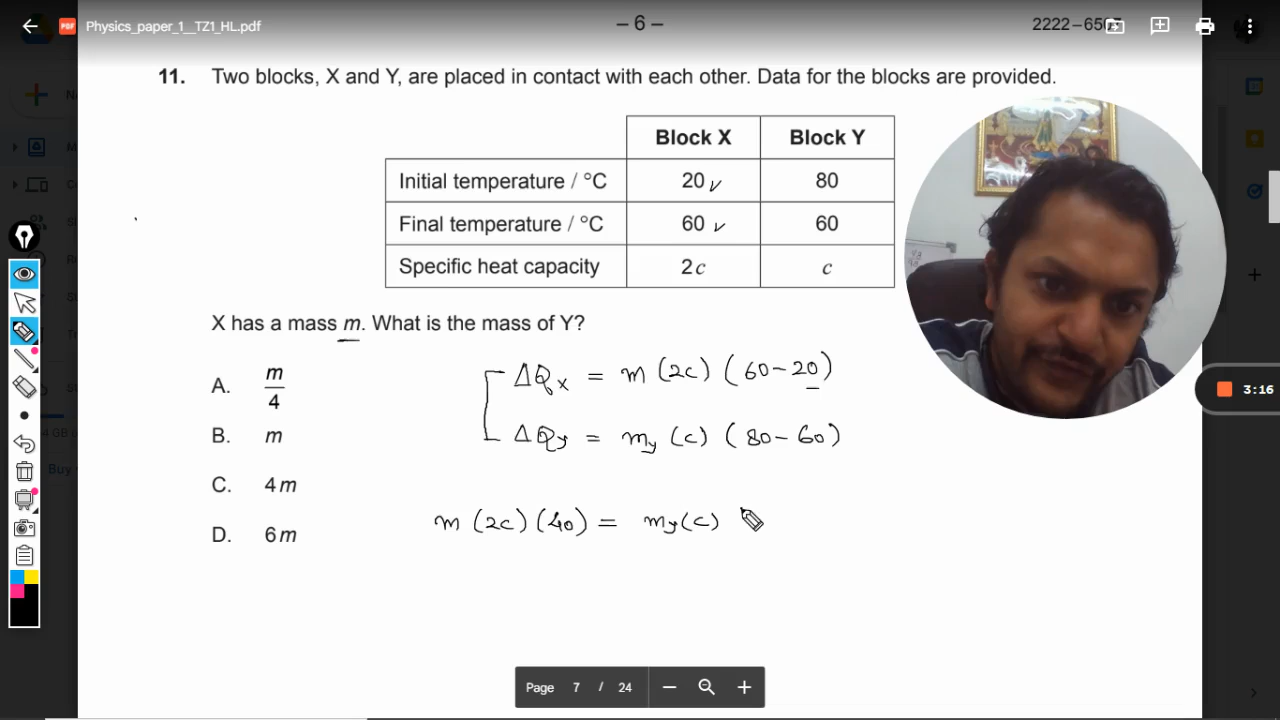 Physics_paper_1__TZ1_HL.pdf
– 6 –
2222–650
11. Two blocks, X and Y, are placed in contact with each other. Data for the blocks are provided.
Block X Block Y
Initial temperature / °C 20 80
Final temperature / °C 60 60
Specific heat capacity 2c c
X has a mass m. What is the mass of Y?
A. m/4
B. m
C. 4m
D. 6m
ΔQx = m (2c) (60 – 20)
ΔQy = my (c) (80 – 60)
m (2c) (40) = my (c)
3:16
Page 7 / 24